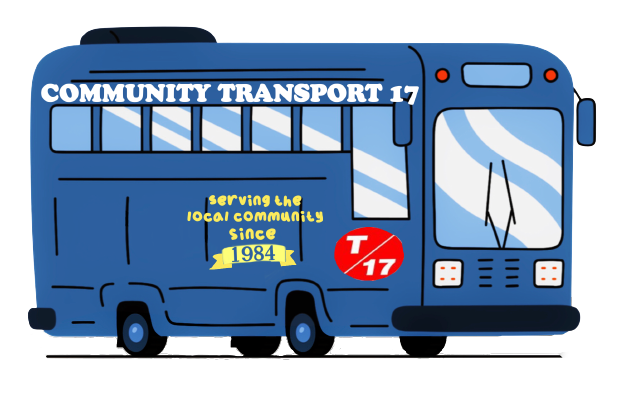 COMMUNITY TRANSPORT 17
serving the
local community
since
1984
T
17